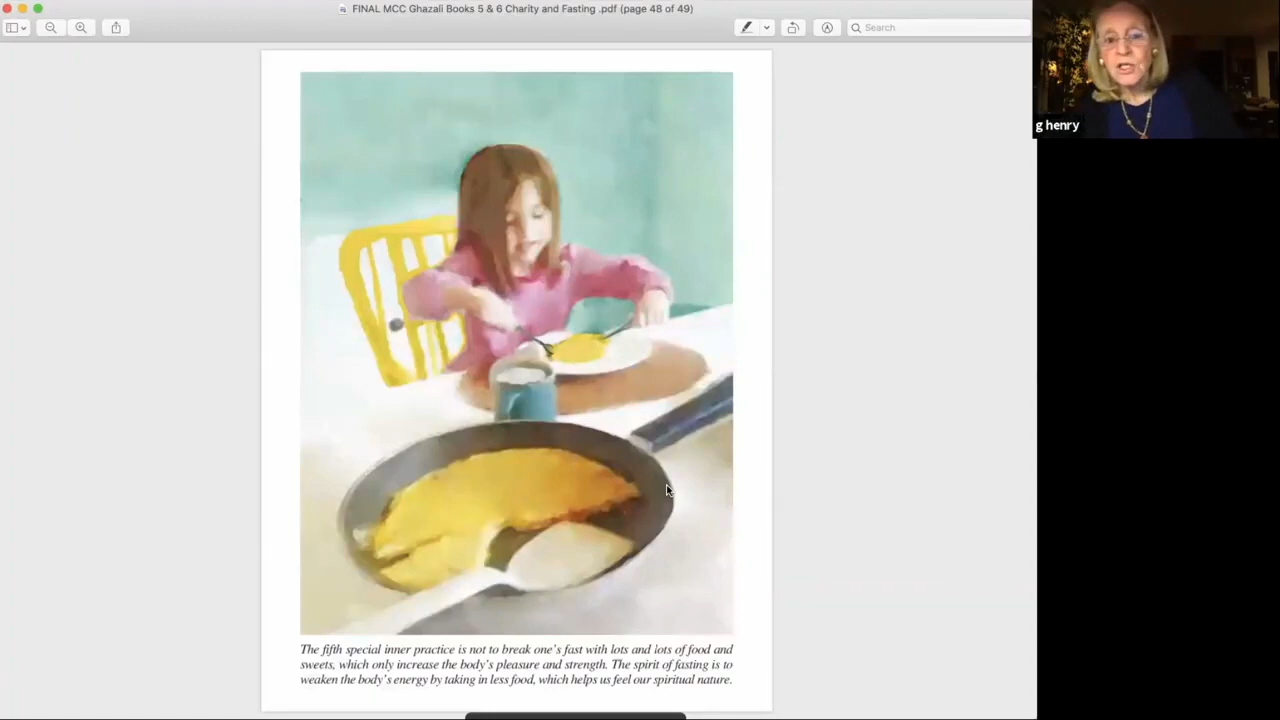 FINAL MCC Ghazali Books 5 & 6 Charity and Fasting .pdf (page 48 of 49)
Search
g henry
The fifth special inner practice is not to break one's fast with lots and lots of food and
sweets, which only increase the body's pleasure and strength. The spirit of fasting is to
weaken the body's energy by taking in less food, which helps us feel our spiritual nature.